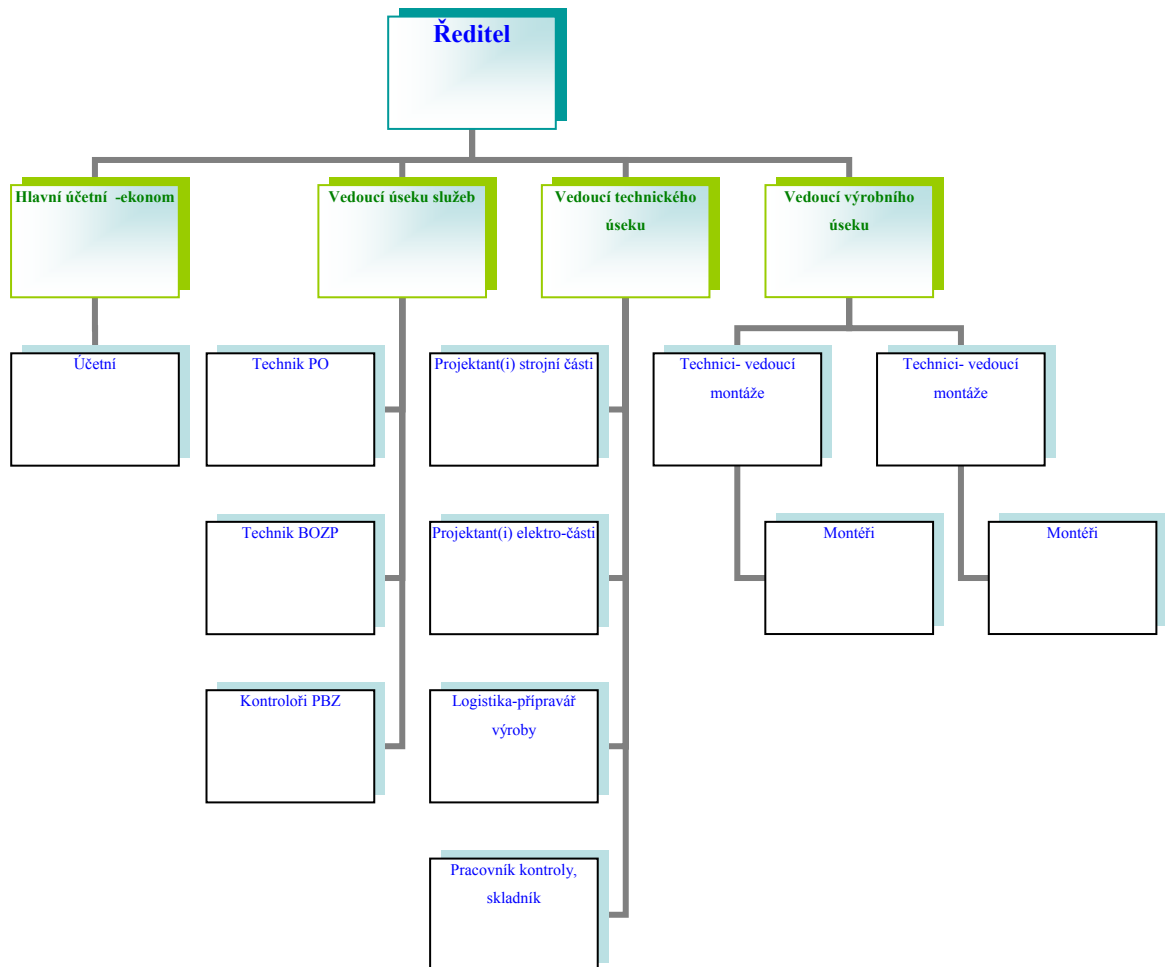 Ředitel
Hlavní účetní -ekonom
Vedoucí úseku služeb
Vedoucí technického
úseku
Vedoucí výrobního
úseku
Účetní
Technik PO
Projektant(i) strojní části
Technici- vedoucí
montáže
Technici- vedoucí
montáže
Technik BOZP
Projektant(i) elektro-části
Montéři
Montéři
Kontroloři PBZ
Logistika-přípravář
výroby
Pracovník kontroly,
skladník